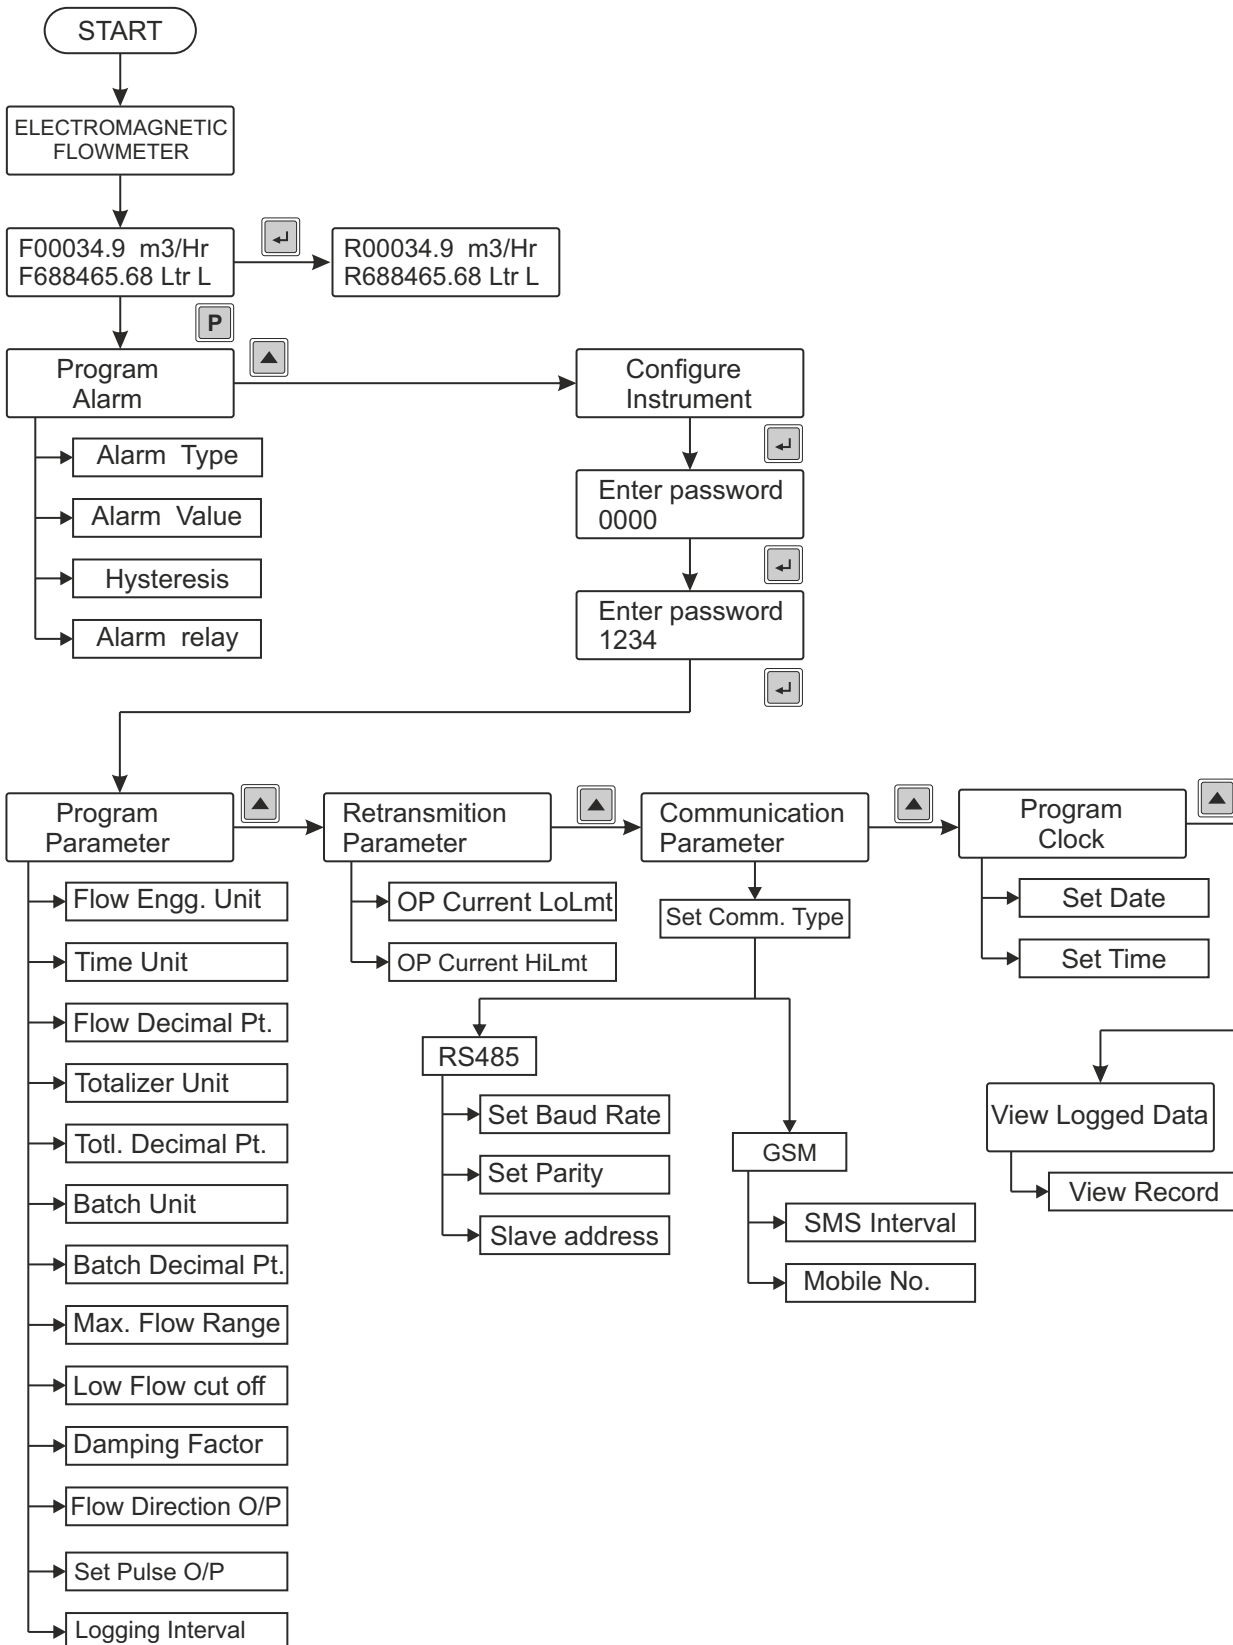 START
ELECTROMAGNETIC
FLOWMETER
F00034.9 m3/Hr
F688465.68 Ltr L
R00034.9 m3/Hr
R688465.68 Ltr L
P
Program
Alarm
Alarm Type
Alarm Value
Hysteresis
Alarm relay
Configure
Instrument
Enter password
0000
Enter password
1234
Program
Parameter
Flow Engg. Unit
Time Unit
Flow Decimal Pt.
Totalizer Unit
Totl. Decimal Pt.
Batch Unit
Batch Decimal Pt.
Max. Flow Range
Low Flow cut off
Damping Factor
Flow Direction O/P
Set Pulse O/P
Logging Interval
Retransmition
Parameter
OP Current LoLmt
OP Current HiLmt
Communication
Parameter
Set Comm. Type
RS485
Set Baud Rate
Set Parity
Slave address
GSM
SMS Interval
Mobile No.
Program
Clock
Set Date
Set Time
View Logged Data
View Record